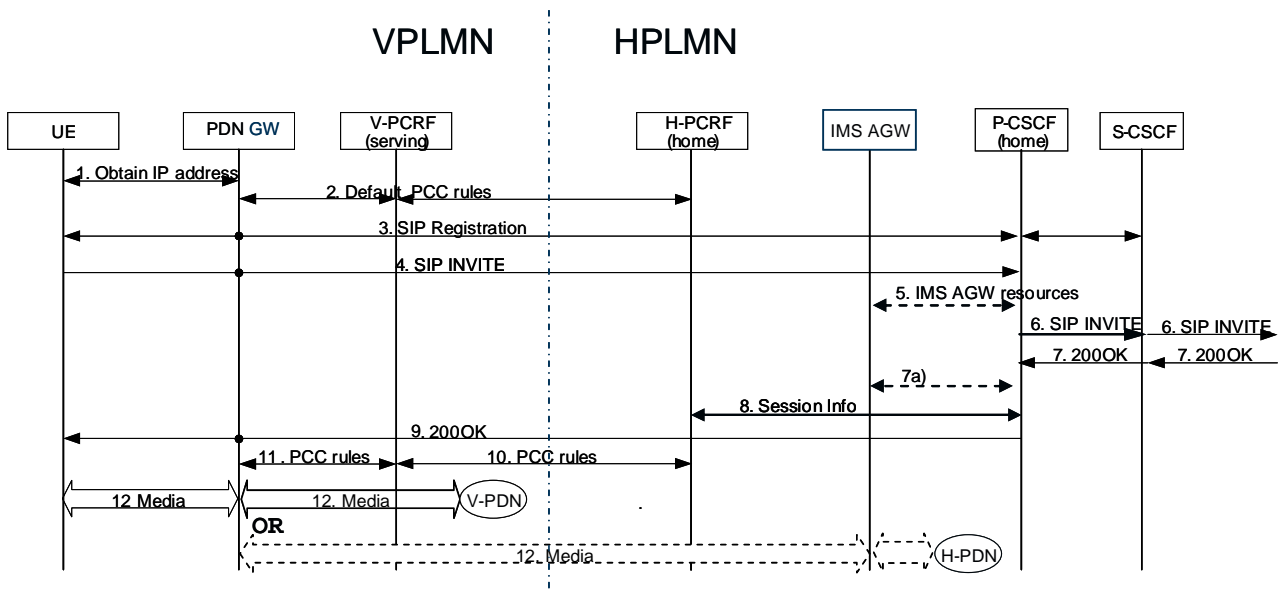 VPLMN HPLMN
UE
PDN GW
V-PCRF
(serving)
H-PCRF
(home)
IMS AGW
P-CSCF
(home)
S-CSCF
1. Obtain IP address
2. Default PCC rules
3. SIP Registration
4. SIP INVITE
5. IMS AGW resources
6. SIP INVITE
6. SIP INVITE
7. 200OK
7. 200OK
7a)
8. Session Info
9. 200OK
11. PCC rules
10. PCC rules
12 Media
12. Media
V-PDN
OR
12. Media
H-PDN